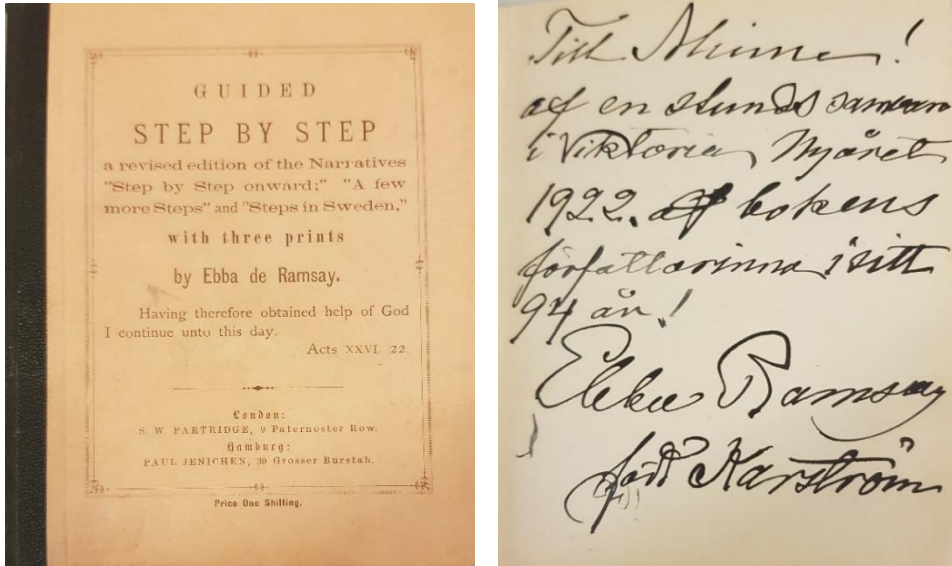 GUIDED
STEP BY STEP
a revised edition of the Narratives
"Step by Step onward;" "A few
more Steps" and "Steps in Sweden,"
with three prints
by Ebba de Ramsay.
Having therefore obtained help of God
I continue unto this day.
Acts XXVI. 22.
London:
S. W. PARTRIDGE, 9 Paternoster Row.
Hamburg:
PAUL JENICHEN, 30 Grosser Burstah.
Price One Shilling.
Till !
af en stunds
i Viktoria Nyåret
1922. af bokens
författarinna i sitt
94 år!
Ebba Ramsay
född Karström